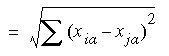 = √∑(x_ia − x_ja)²